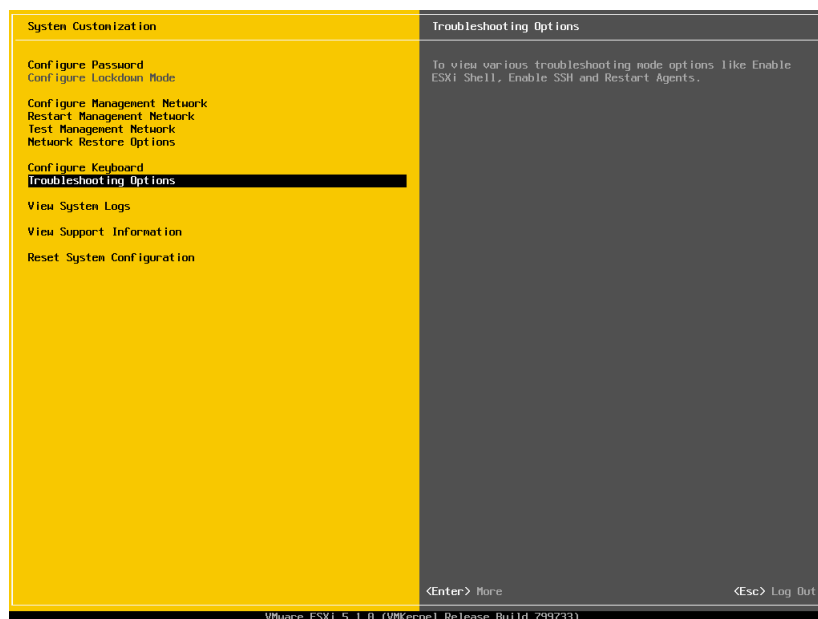 System Customization
Configure Password
Configure Lockdown Mode
Configure Management Network
Restart Management Network
Test Management Network
Network Restore Options
Configure Keyboard
Troubleshooting Options
View System Logs
View Support Information
Reset System Configuration
Troubleshooting Options
To view various troubleshooting mode options like Enable
ESXi Shell, Enable SSH and Restart Agents.
<Enter> More
<Esc> Log Out
VMware ESXi 5.1.0 (VMKernel Release Build 799733)